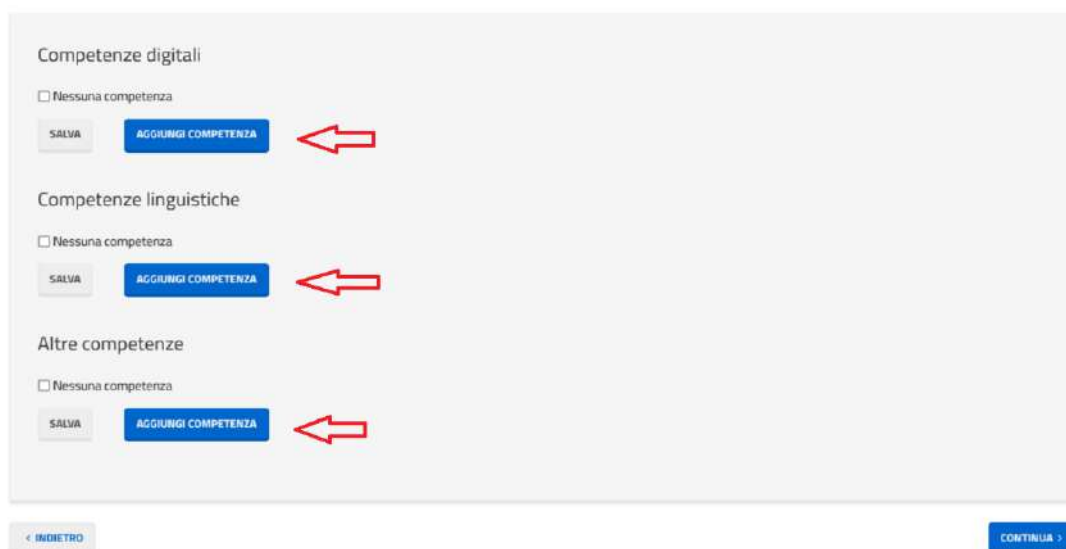 Competenze digitali
Nessuna competenza
SALVA AGGIUNGI COMPETENZA
Competenze linguistiche
Nessuna competenza
SALVA AGGIUNGI COMPETENZA
Altre competenze
Nessuna competenza
SALVA AGGIUNGI COMPETENZA
< INDIETRO CONTINUA >